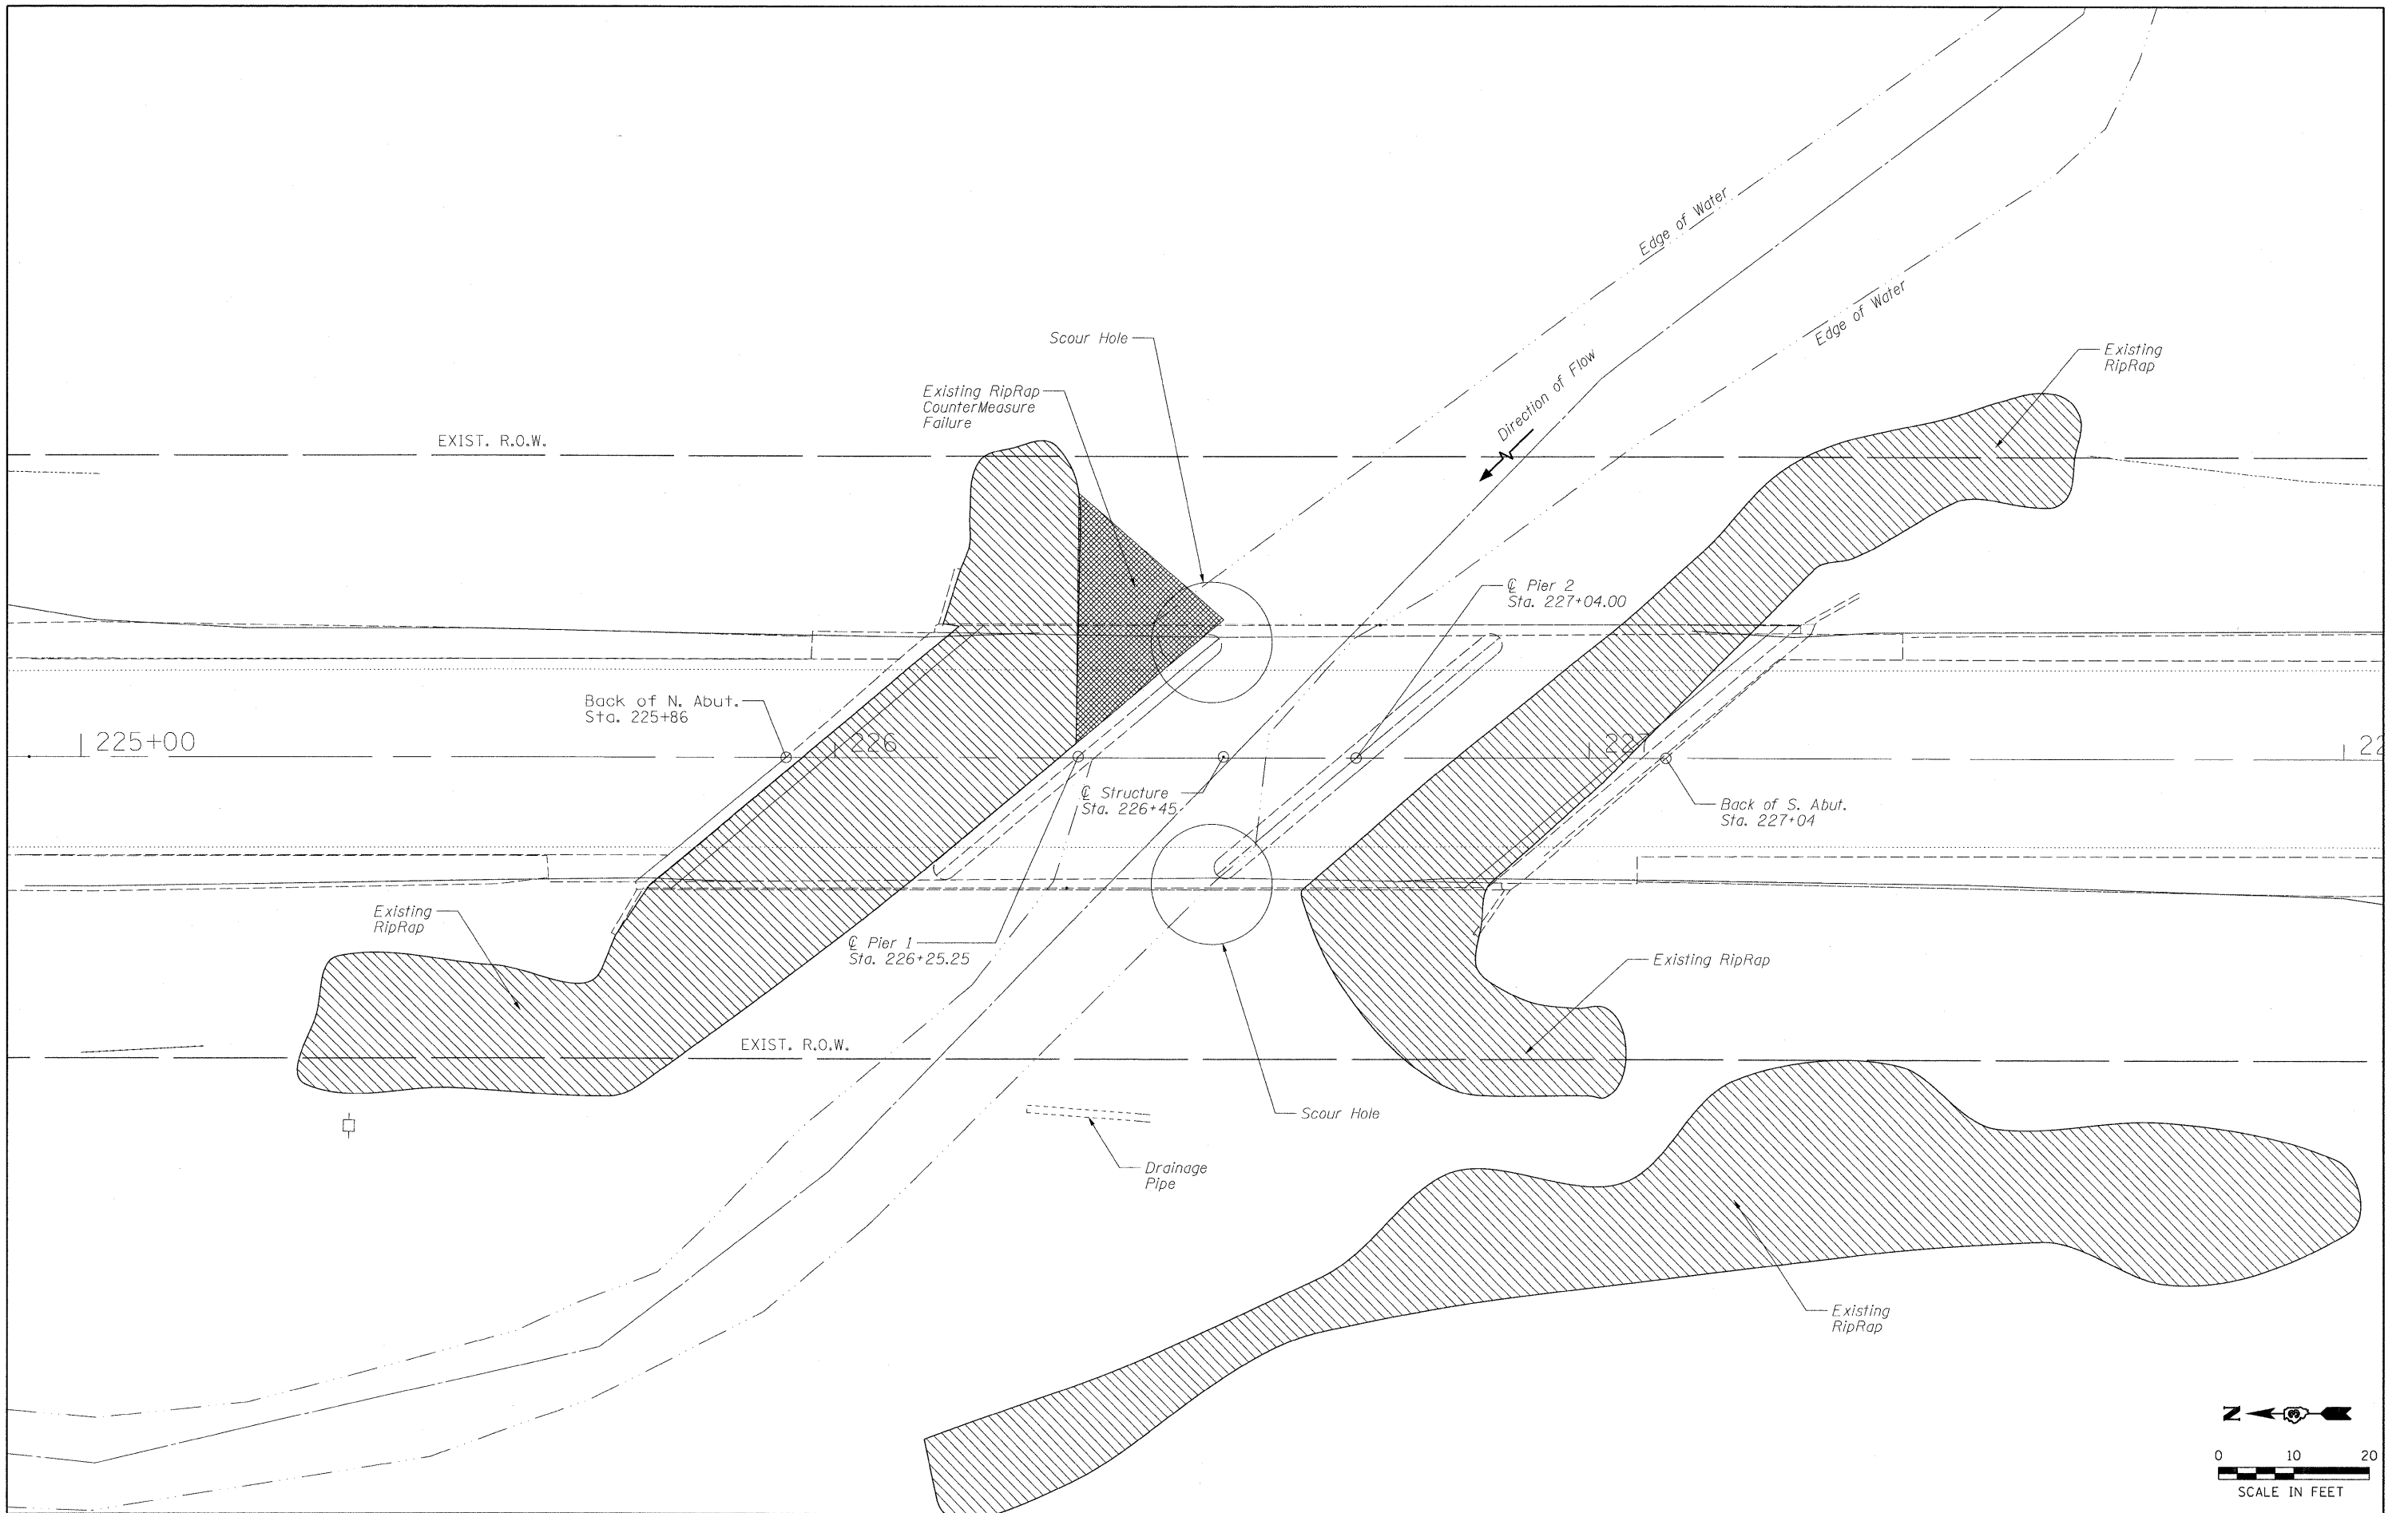 Edge of Water
Edge of Water
Scour Hole
Direction of Flow
Existing
RipRap
Existing RipRap
CounterMeasure
Failure
EXIST. R.O.W.
℄ Pier 2
Sta. 227+04.00
Back of N. Abut.
Sta. 225+86
225+00
226
227
22
℄ Structure
Sta. 226+45
Back of S. Abut.
Sta. 227+04
Existing
RipRap
℄ Pier 1
Sta. 226+25.25
Existing RipRap
EXIST. R.O.W.
Scour Hole
Drainage
Pipe
Existing
RipRap
N
0 10 20
SCALE IN FEET